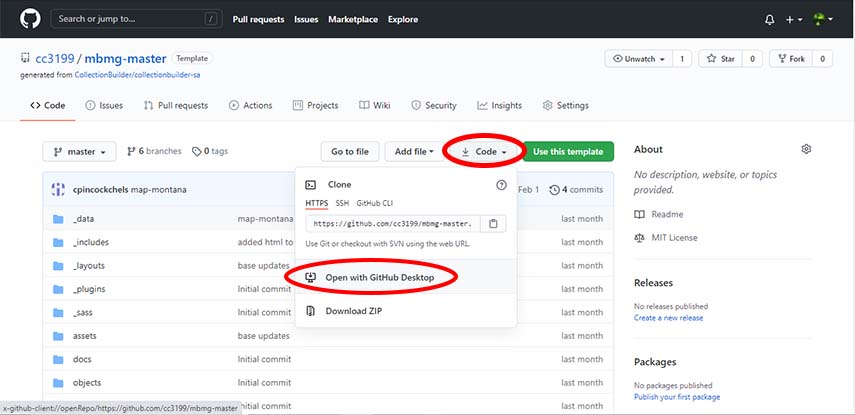 Search or jump to... / Pull requests Issues Marketplace Explore
cc3199 / mbmg-master Template
generated from CollectionBuilder/collectionbuilder-sa
Unwatch 1 Star 0 Fork 0
Code Issues Pull requests Actions Projects Wiki Security Insights Settings
master 6 branches 0 tags Go to file Add file Code Use this template
cpincockchels map-montana Feb 1 4 commits
_data map-montana last month
_includes added html to last month
_layouts base updates last month
_plugins Initial commit last month
_sass Initial commit last month
assets base updates last month
docs Initial commit last month
objects Initial commit last month
Clone
HTTPS SSH GitHub CLI
https://github.com/cc3199/mbmg-master.
Use Git or checkout with SVN using the web URL.
Open with GitHub Desktop
Download ZIP
About
No description, website, or topics
provided.
Readme
MIT License
Releases
No releases published
Create a new release
Packages
No packages published
Publish your first package
x-github-client://openRepo/https://github.com/cc3199/mbmg-master